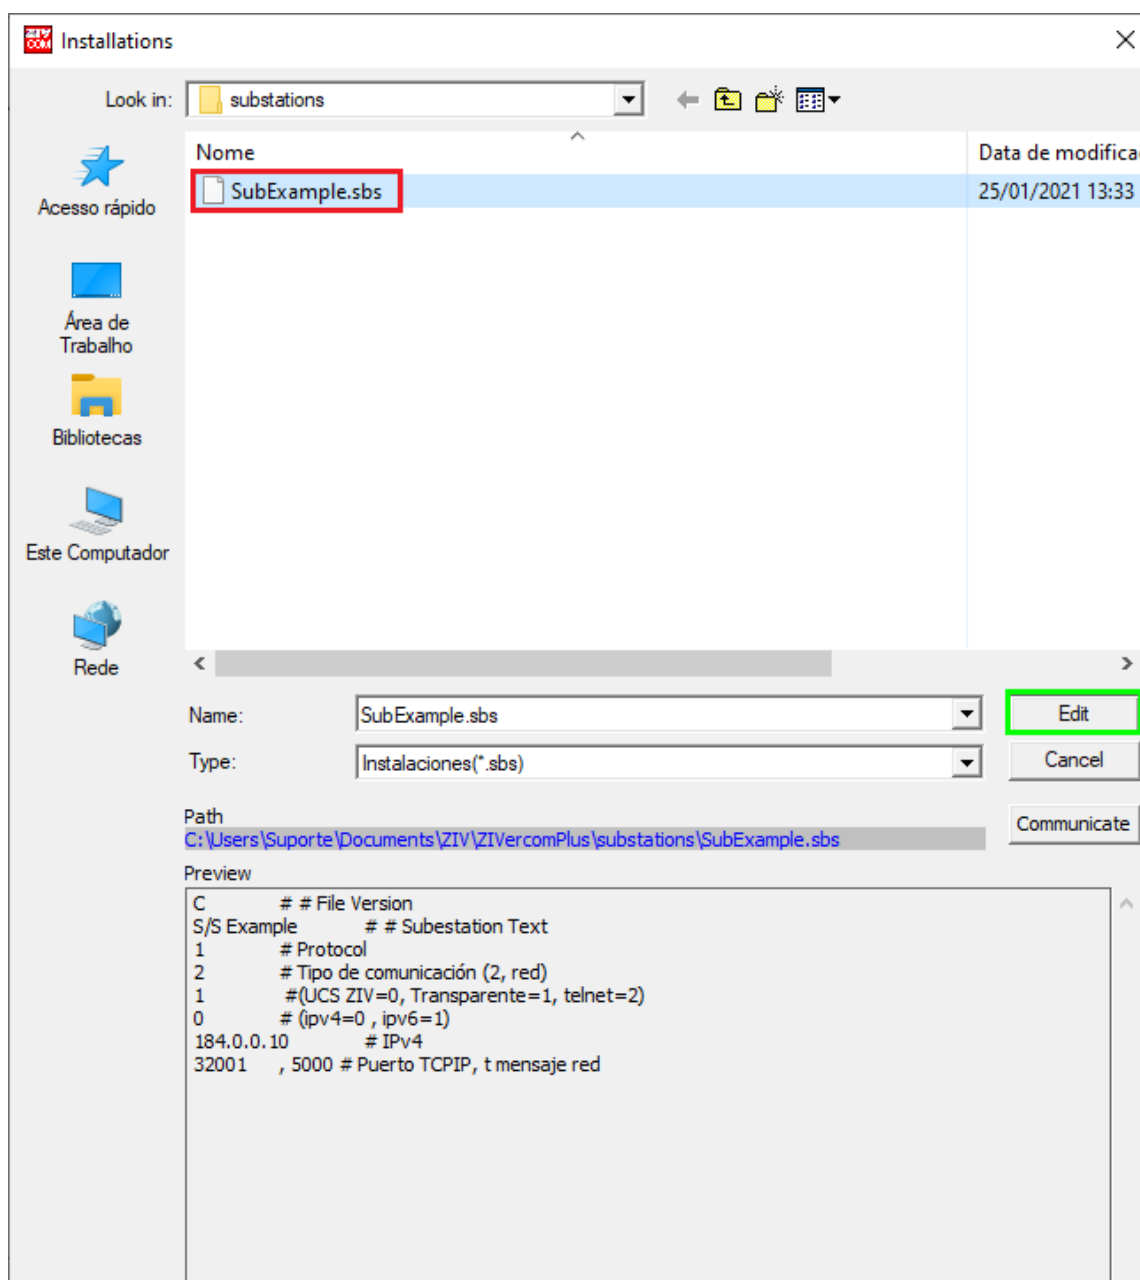 ZIV
COM
Installations
Look in:
substations
Nome
Data de modifica
SubExample.sbs
25/01/2021 13:33
Acesso rápido
Área de
Trabalho
Bibliotecas
Este Computador
Rede
Name:
SubExample.sbs
Edit
Type:
Instalaciones(*.sbs)
Cancel
Path
C:\Users\Suporte\Documents\ZIV\ZIVercomPlus\substations\SubExample.sbs
Communicate
Preview
C # # File Version
S/S Example # # Subestation Text
1 # Protocol
2 # Tipo de comunicación (2, red)
1 #(UCS ZIV=0, Transparente=1, telnet=2)
0 # (ipv4=0 , ipv6=1)
184.0.0.10 # IPv4
32001 , 5000 # Puerto TCPIP, t mensaje red